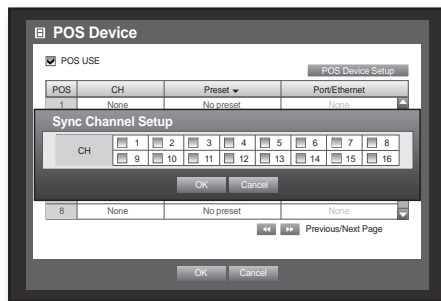 POS Device
POS USE
POS Device Setup
POS CH Preset Port/Ethernet
1 None No preset None
Sync Channel Setup
CH 1 2 3 4 5 6 7 8
9 10 11 12 13 14 15 16
OK Cancel
8 None No preset None
Previous/Next Page
OK Cancel